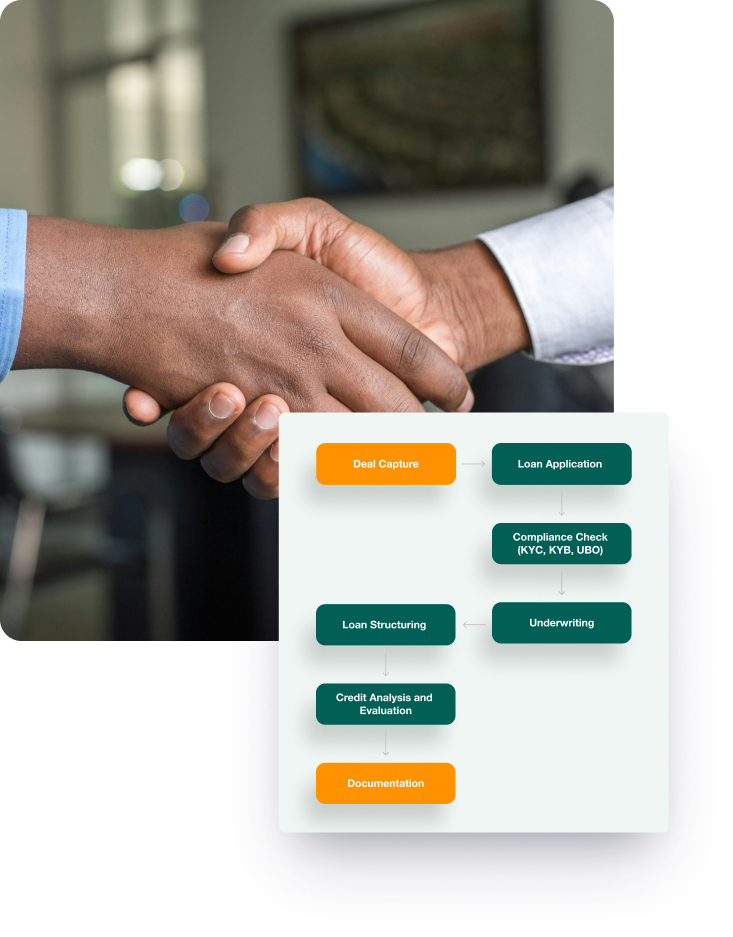 Deal Capture
Loan Application
Compliance Check
(KYC, KYB, UBO)
Underwriting
Loan Structuring
Credit Analysis and
Evaluation
Documentation